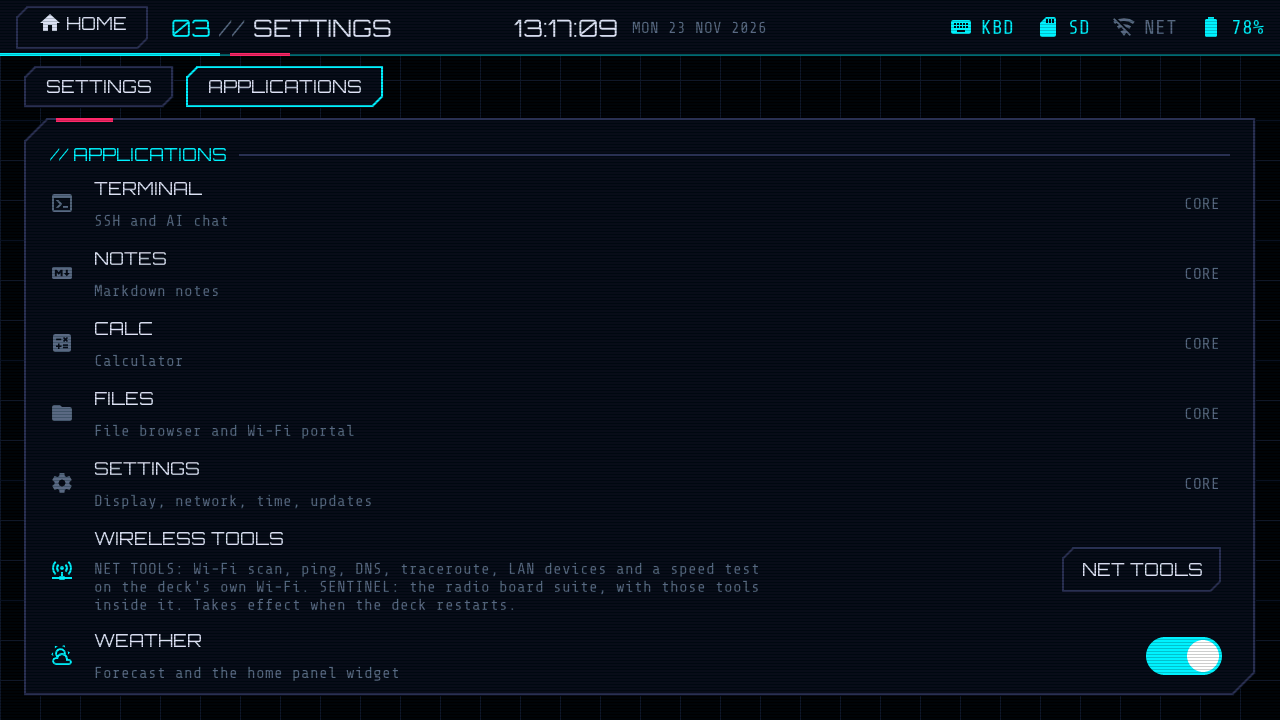 HOME
03 // SETTINGS
13:17:09 MON 23 NOV 2026
KBD SD NET 78%
SETTINGS APPLICATIONS
// APPLICATIONS
TERMINAL
SSH and AI chat
CORE
NOTES
Markdown notes
CORE
CALC
Calculator
CORE
FILES
File browser and Wi-Fi portal
CORE
SETTINGS
Display, network, time, updates
CORE
WIRELESS TOOLS
NET TOOLS: Wi-Fi scan, ping, DNS, traceroute, LAN devices and a speed test
on the deck's own Wi-Fi. SENTINEL: the radio board suite, with those tools
inside it. Takes effect when the deck restarts.
NET TOOLS
WEATHER
Forecast and the home panel widget